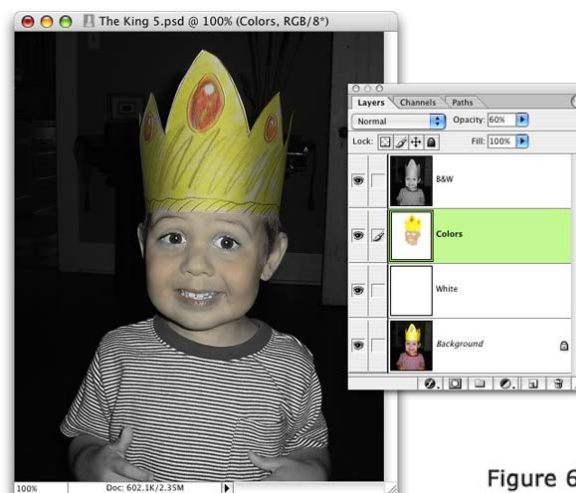 The King 5.psd @ 100% (Colors, RGB/8*)
Layers Channels Paths
Normal Opacity: 60%
Lock: Fill: 100%
B&W
Colors
White
Background
100% Doc: 602.1K/2.35M
Figure 6